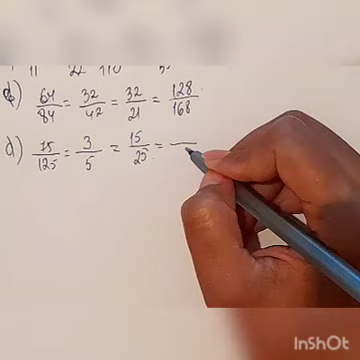 c) 64/84 = 32/42 = 32/21 = 128/168
d) 15/125 = 3/5 = 15/25 =
InShOt